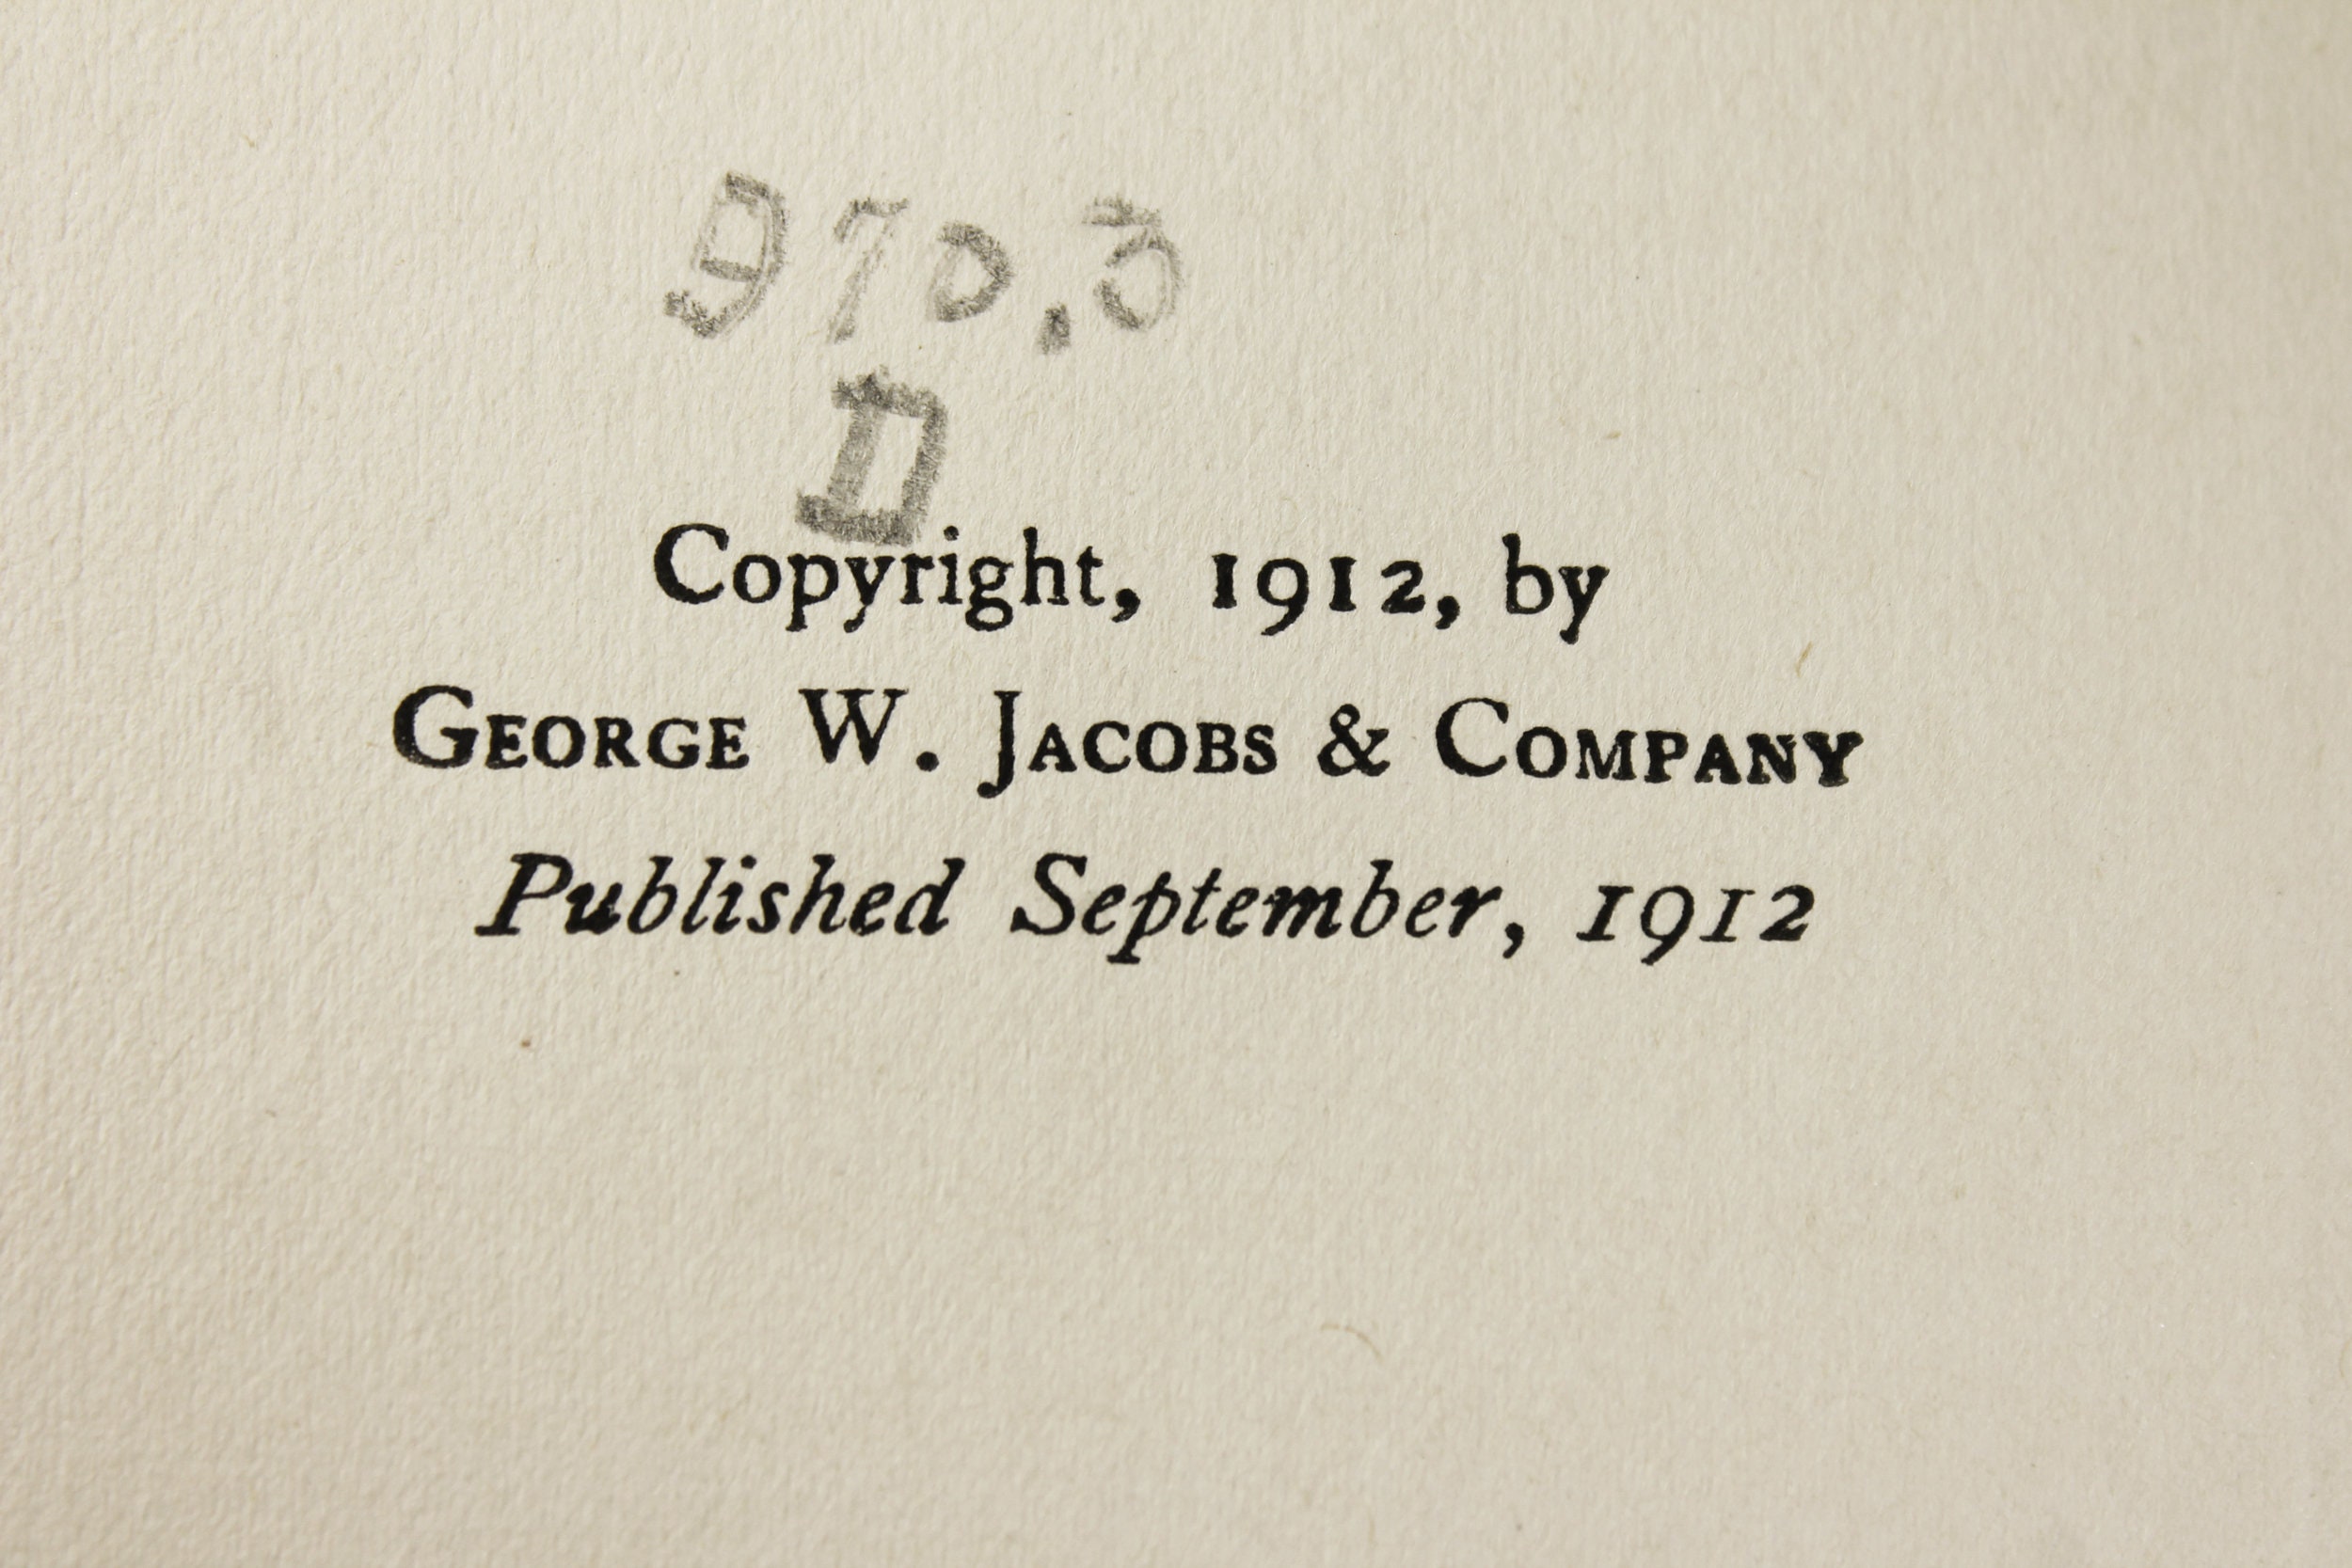 970.3
D
Copyright, 1912, by
GEORGE W. JACOBS & COMPANY
Published September, 1912